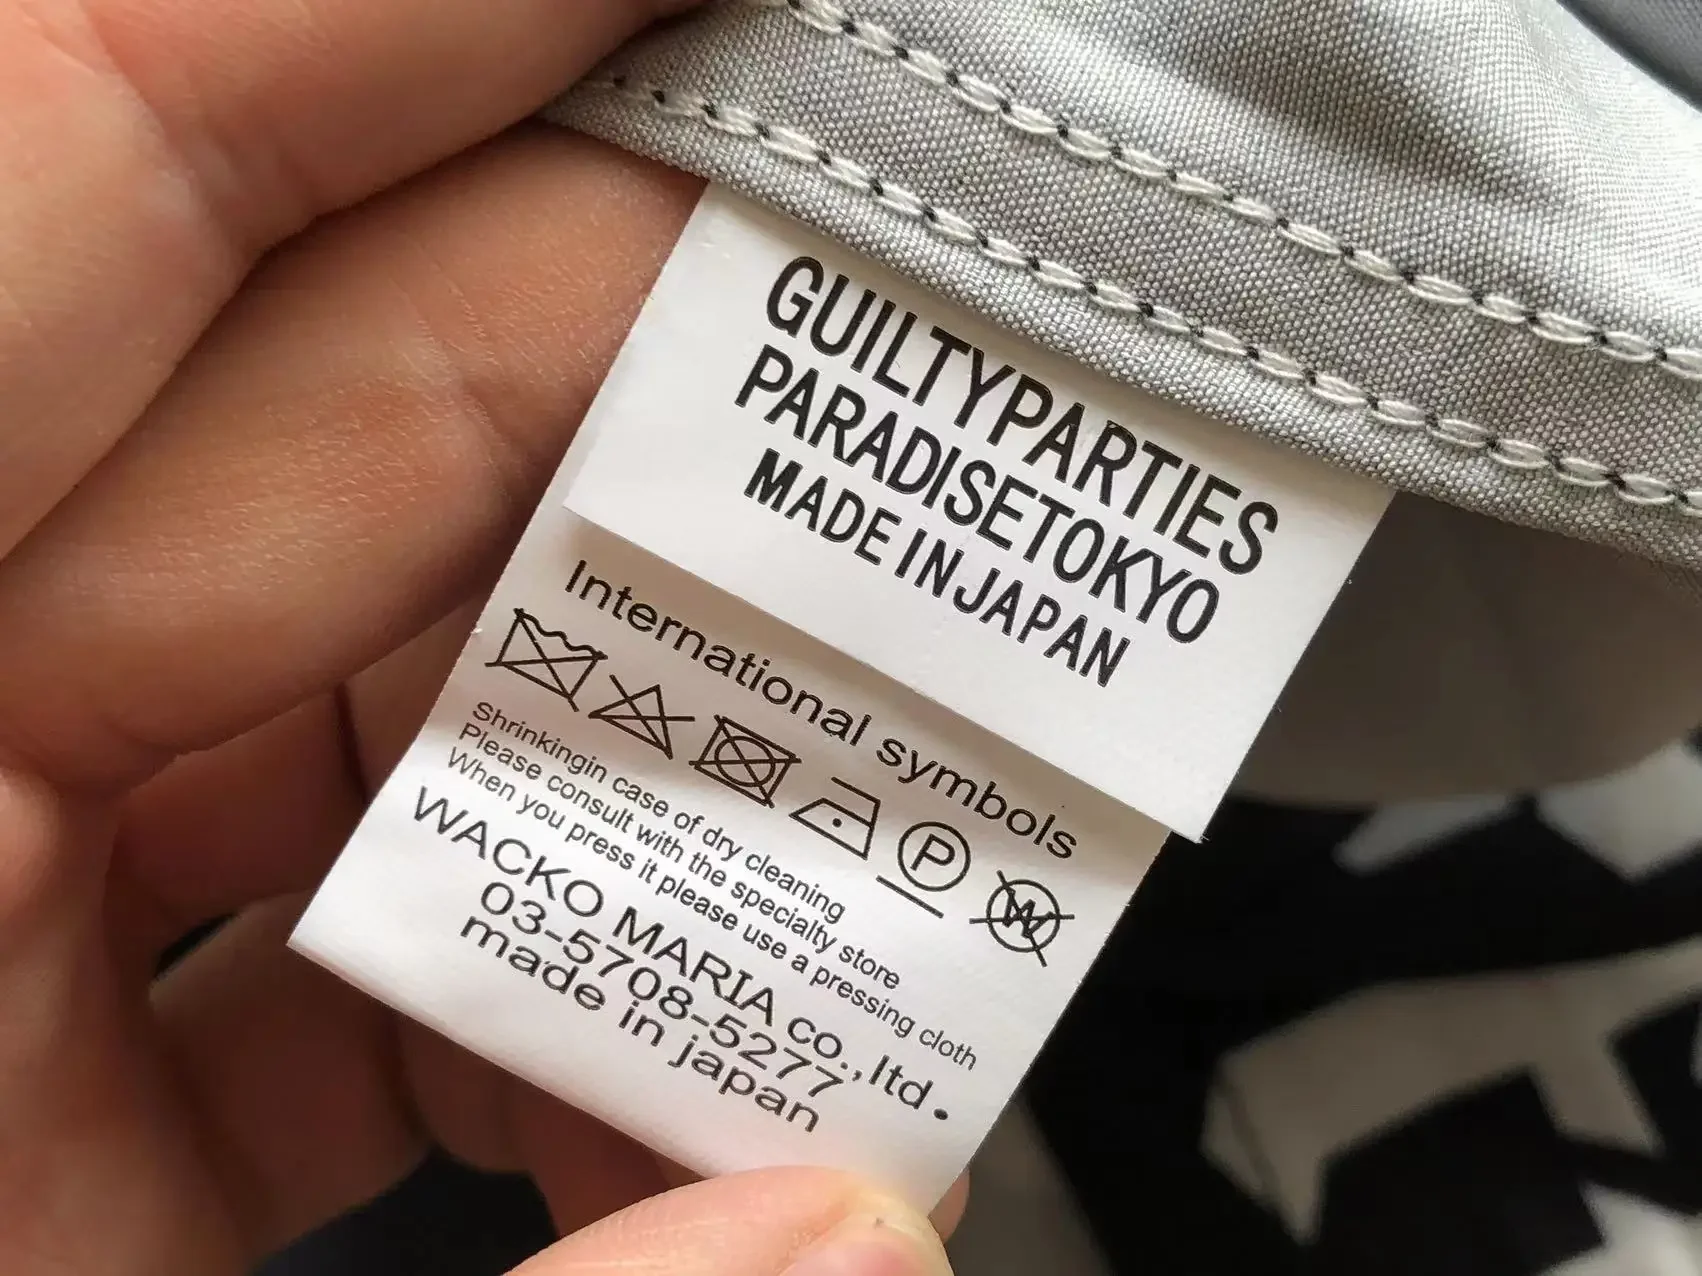 GUILTYPARTIES
PARADISETOKYO
MADE IN JAPAN
International symbols
P
W
Shrinkingin case of dry cleaning
Please consult with the specialty store
When you press it please use a pressing cloth
WACKO MARIA co.,ltd.
03-5708-5277
made in japan